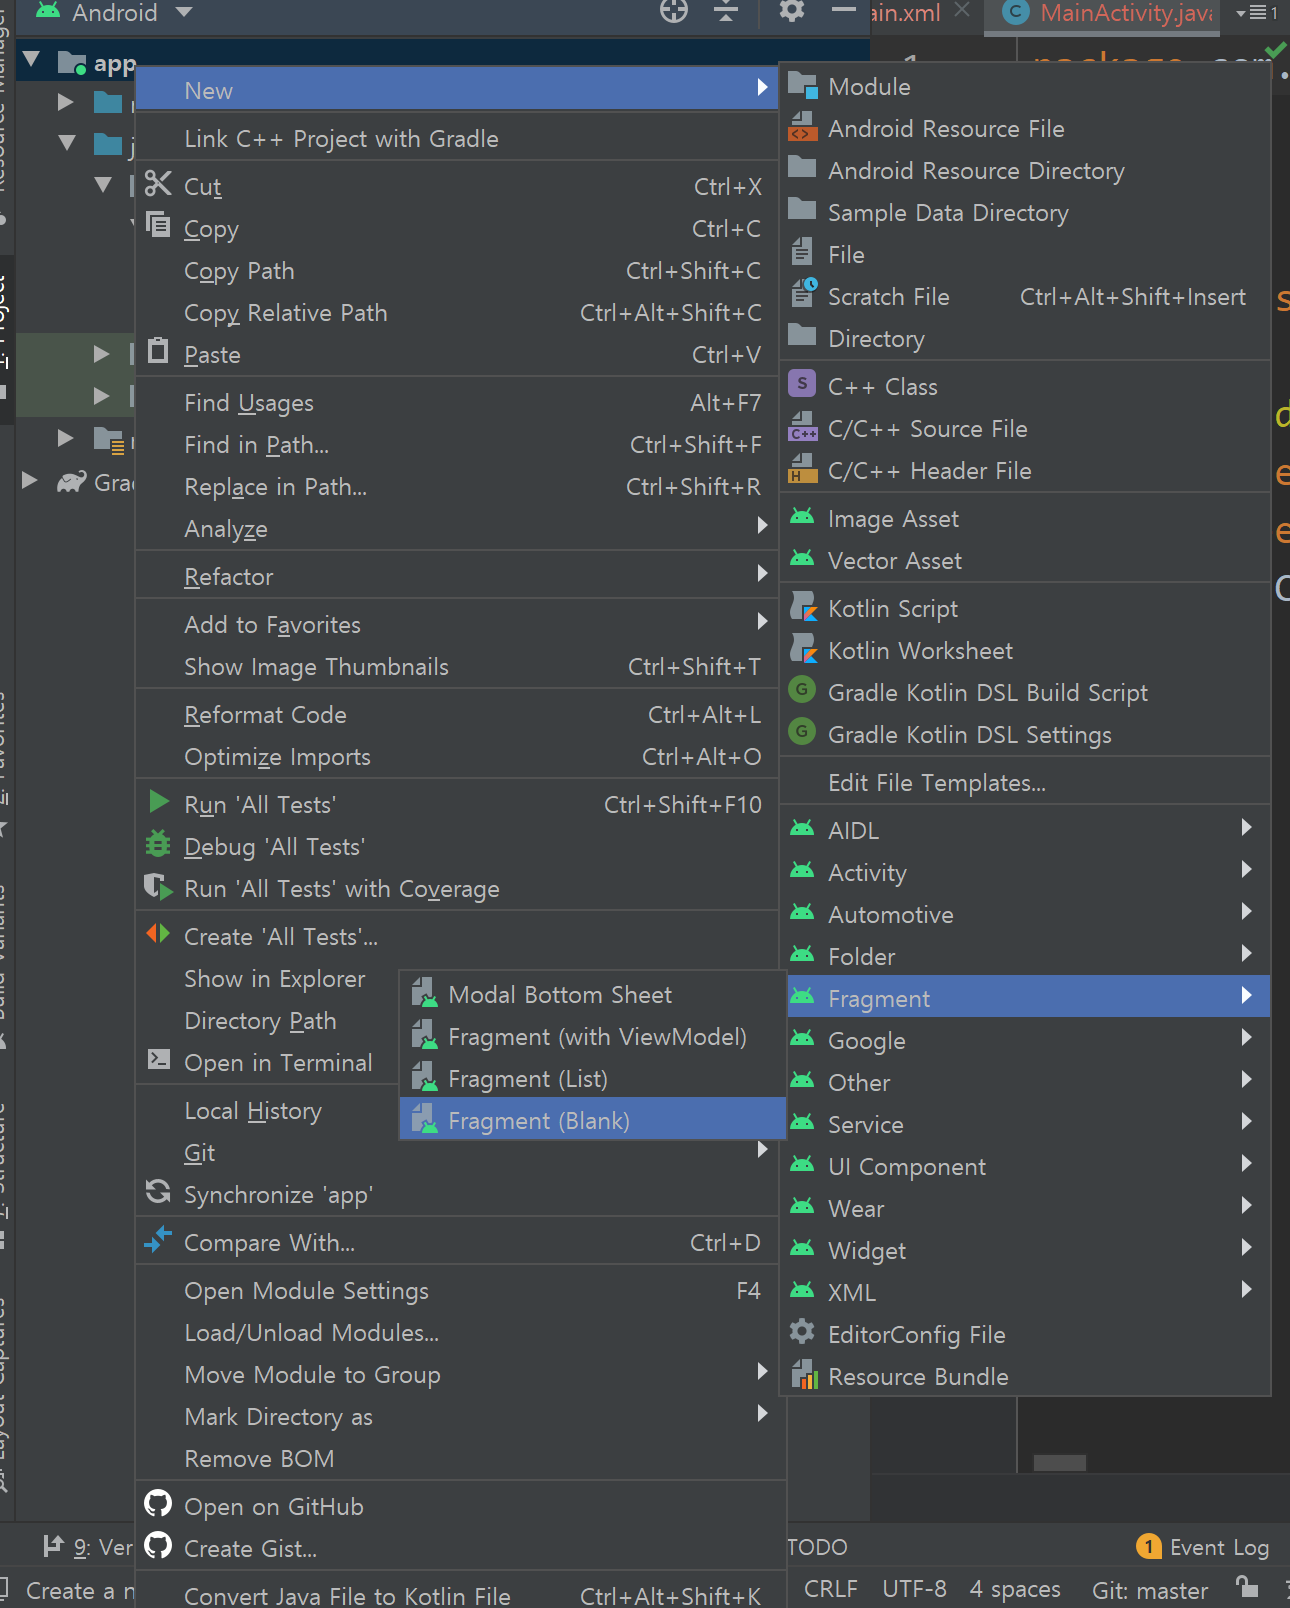 Android
ain.xml
MainActivity.java
1
app
1
package com.
New
Link C++ Project with Gradle
Cut Ctrl+X
Copy Ctrl+C
Copy Path Ctrl+Shift+C
Copy Relative Path Ctrl+Alt+Shift+C
Paste Ctrl+V
Find Usages Alt+F7
Find in Path... Ctrl+Shift+F
Replace in Path... Ctrl+Shift+R
Analyze
Refactor
Add to Favorites
Show Image Thumbnails Ctrl+Shift+T
Reformat Code Ctrl+Alt+L
Optimize Imports Ctrl+Alt+O
Run 'All Tests' Ctrl+Shift+F10
Debug 'All Tests'
Run 'All Tests' with Coverage
Create 'All Tests'...
Show in Explorer
Directory Path
Open in Terminal
Local History
Git
Synchronize 'app'
Compare With... Ctrl+D
Open Module Settings F4
Load/Unload Modules...
Move Module to Group
Mark Directory as
Remove BOM
Open on GitHub
Create Gist...
Convert Java File to Kotlin File Ctrl+Alt+Shift+K
Module
Android Resource File
Android Resource Directory
Sample Data Directory
File
Scratch File Ctrl+Alt+Shift+Insert
Directory
C++ Class
C/C++ Source File
C/C++ Header File
Image Asset
Vector Asset
Kotlin Script
Kotlin Worksheet
Gradle Kotlin DSL Build Script
Gradle Kotlin DSL Settings
Edit File Templates...
AIDL
Activity
Automotive
Folder
Fragment
Google
Other
Service
UI Component
Wear
Widget
XML
EditorConfig File
Resource Bundle
Modal Bottom Sheet
Fragment (with ViewModel)
Fragment (List)
Fragment (Blank)
Grad
9: Ver
TODO
1 Event Log
Create a n
CRLF UTF-8 4 spaces Git: master